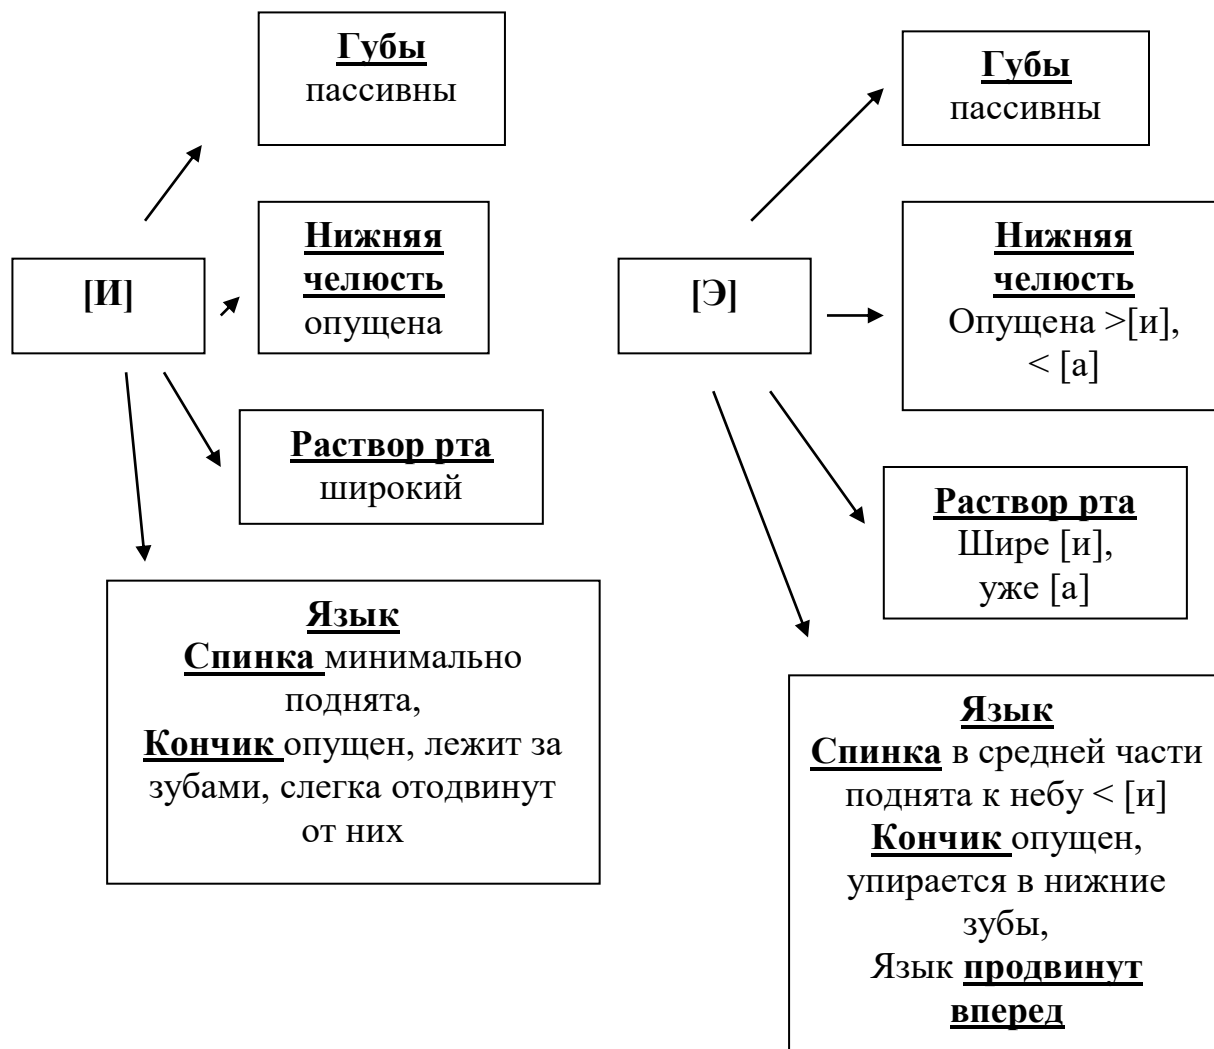 [И]
Губы
пассивны
Нижняя
челюсть
опущена
Раствор рта
широкий
Язык
Спинка минимально
поднята,
Кончик опущен, лежит за
зубами, слегка отодвинут
от них
[Э]
Губы
пассивны
Нижняя
челюсть
Опущена >[и],
< [а]
Раствор рта
Шире [и],
уже [а]
Язык
Спинка в средней части
поднята к небу < [и]
Кончик опущен,
упирается в нижние
зубы,
Язык продвинут
вперед